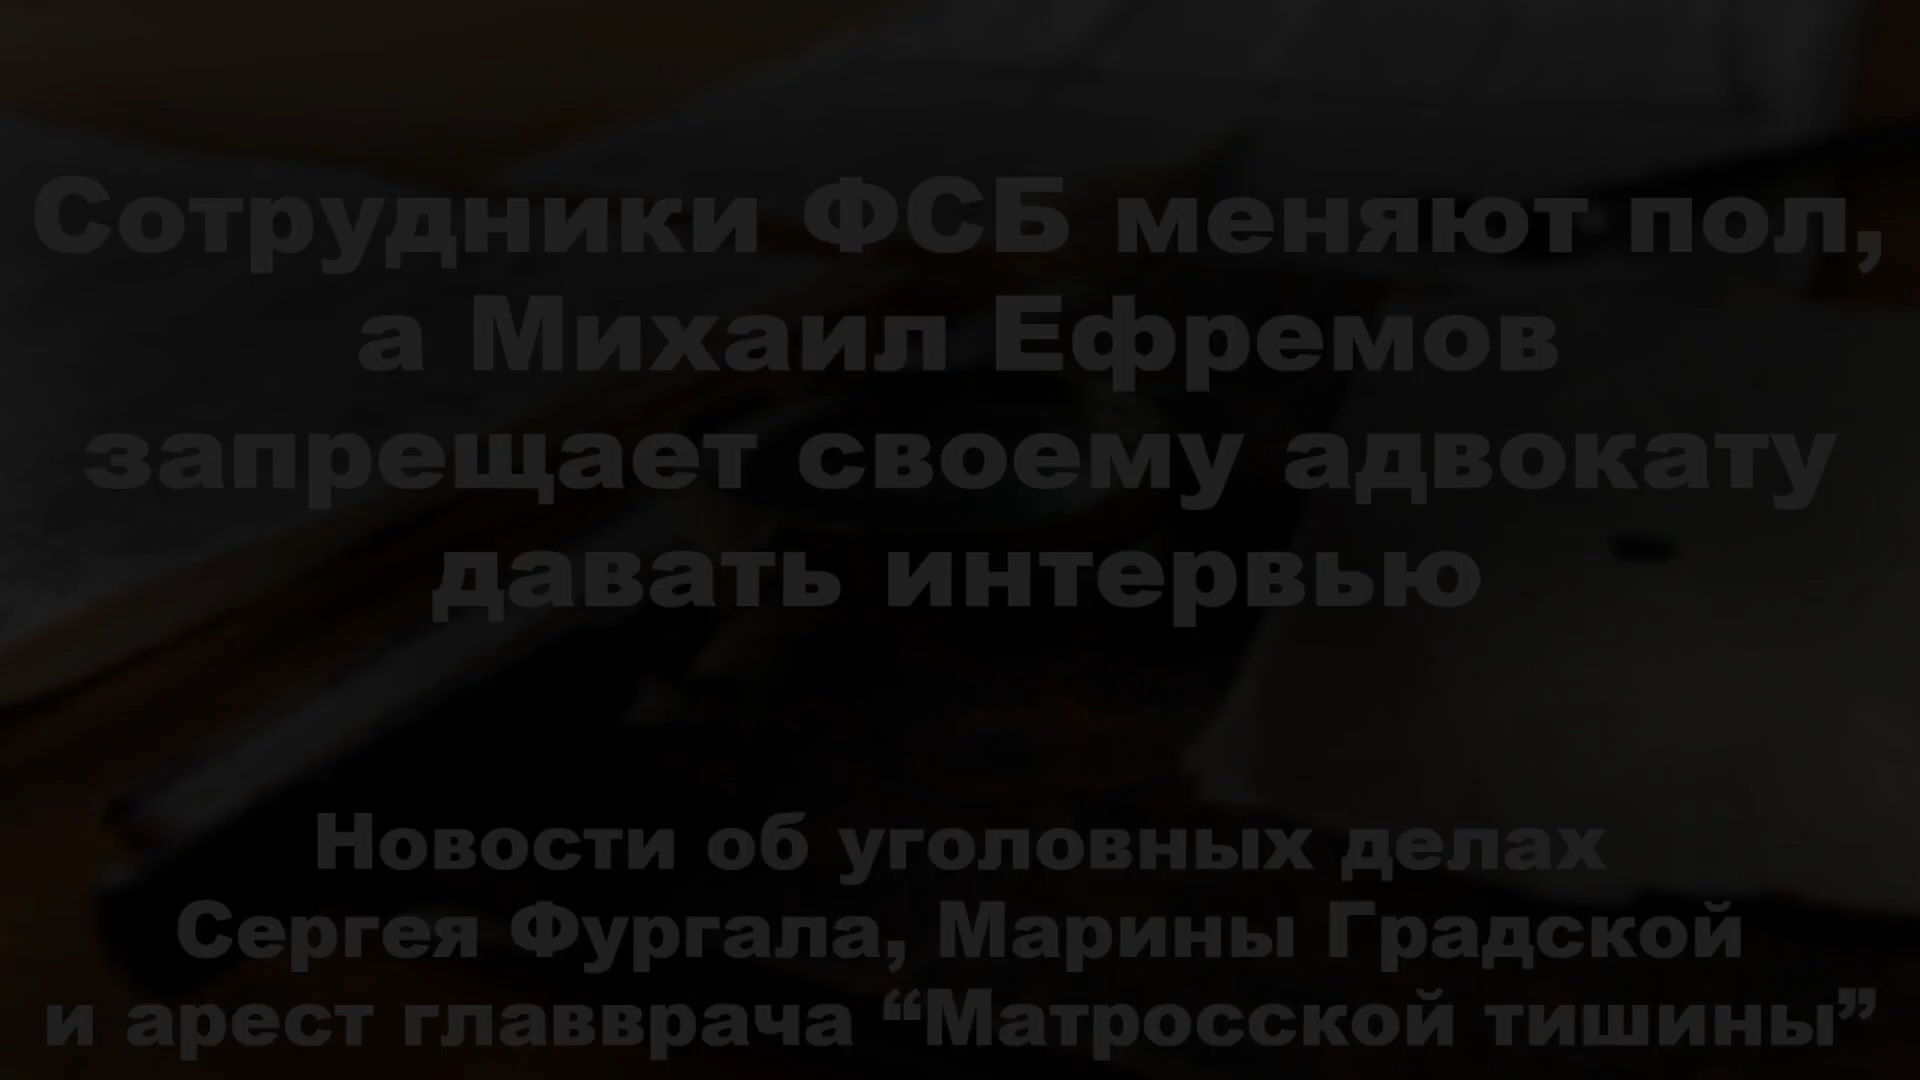 Сотрудники ФСБ меняют пол,
а Михаил Ефремов
запрещает своему адвокату
давать интервью
Новости об уголовных делах
Сергея Фургала, Марины Градской
и арест главврача “Матросской тишины”